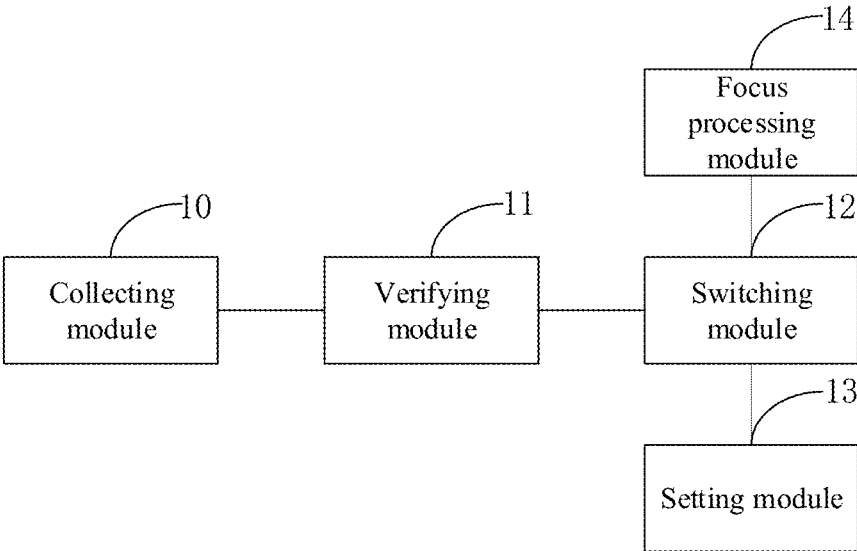 14
Focus
processing
module
10
11
12
Collecting
module
Verifying
module
Switching
module
13
Setting module